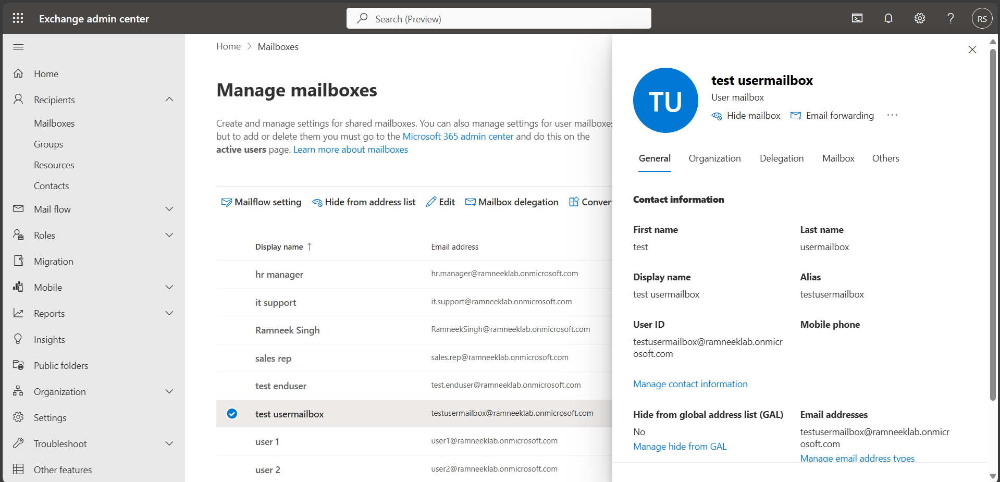 Exchange admin center
Search (Preview)
RS
Home
Recipients
Mailboxes
Groups
Resources
Contacts
Mail flow
Roles
Migration
Mobile
Reports
Insights
Public folders
Organization
Settings
Troubleshoot
Other features
Home > Mailboxes
Manage mailboxes
Create and manage settings for shared mailboxes. You can also manage settings for user mailboxes
but to add or delete them you must go to the Microsoft 365 admin center and do this on the
active users page. Learn more about mailboxes
Mailflow setting Hide from address list Edit Mailbox delegation Convert
Display name ↑ Email address
hr manager hr.manager@ramneeklab.onmicrosoft.com
it support it.support@ramneeklab.onmicrosoft.com
Ramneek Singh RamneekSingh@ramneeklab.onmicrosoft.com
sales rep sales.rep@ramneeklab.onmicrosoft.com
test enduser test.enduser@ramneeklab.onmicrosoft.com
test usermailbox testusermailbox@ramneeklab.onmicrosoft.com
user 1 user1@ramneeklab.onmicrosoft.com
user 2 user2@ramneeklab.onmicrosoft.com
TU
test usermailbox
User mailbox
Hide mailbox Email forwarding ...
General Organization Delegation Mailbox Others
Contact information
First name Last name
test usermailbox
Display name Alias
test usermailbox testusermailbox
User ID Mobile phone
testusermailbox@ramneeklab.onmicr
osoft.com
Manage contact information
Hide from global address list (GAL) Email addresses
No testusermailbox@ramneeklab.onmicr
osoft.com
Manage hide from GAL
Manage email address types